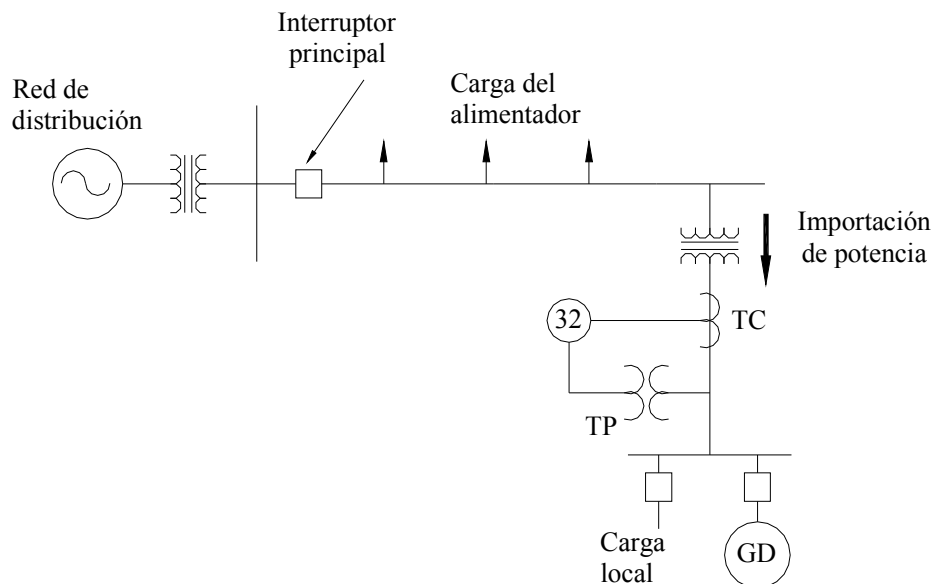 Interruptor
principal
Red de
distribución
Carga del
alimentador
Importación
de potencia
32
TC
TP
Carga
local
GD